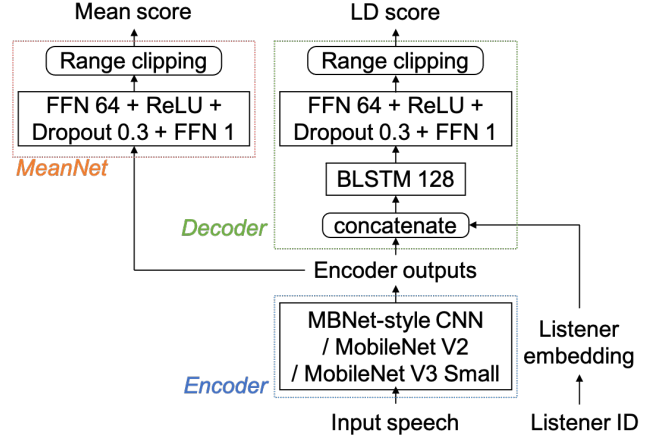 Mean score
LD score
Range clipping
Range clipping
FFN 64 + ReLU +
Dropout 0.3 + FFN 1
FFN 64 + ReLU +
Dropout 0.3 + FFN 1
MeanNet
BLSTM 128
Decoder
concatenate
Encoder outputs
MBNet-style CNN
/ MobileNet V2
/ MobileNet V3 Small
Encoder
Listener
embedding
Input speech
Listener ID